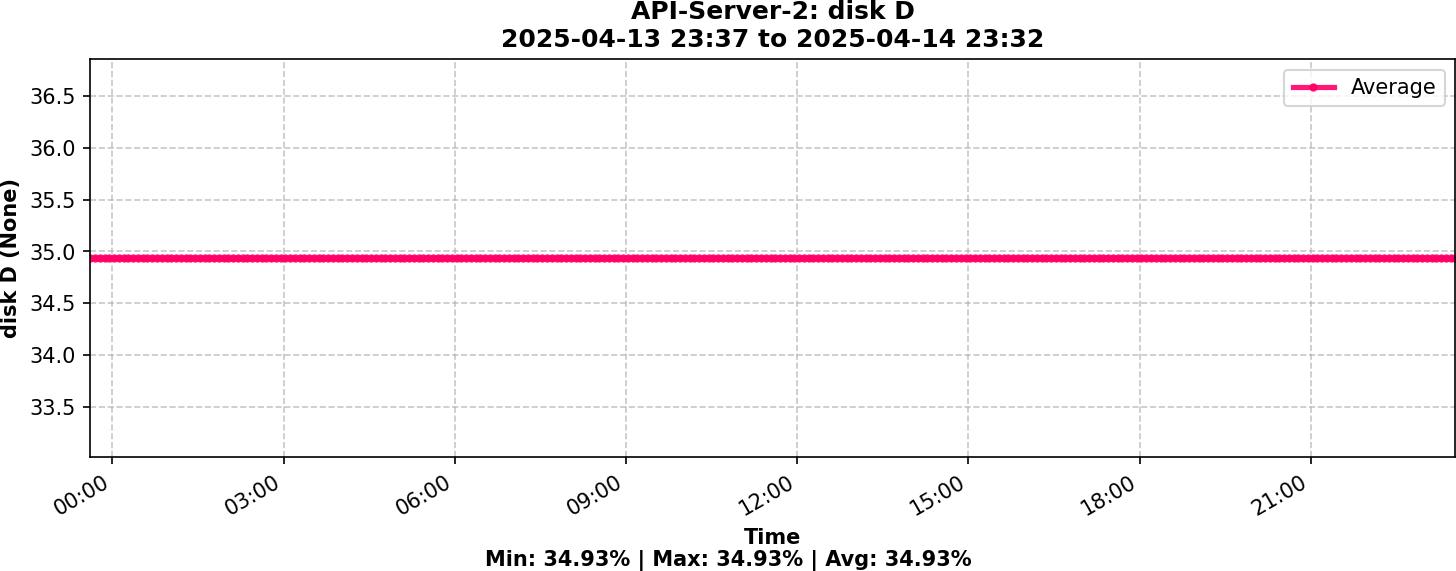 API-Server-2: disk D
2025-04-13 23:37 to 2025-04-14 23:32
Average
36.5
36.0
35.5
35.0
34.5
34.0
33.5
disk D (None)
00:00 03:00 06:00 09:00 12:00 15:00 18:00 21:00
Time
Min: 34.93% | Max: 34.93% | Avg: 34.93%